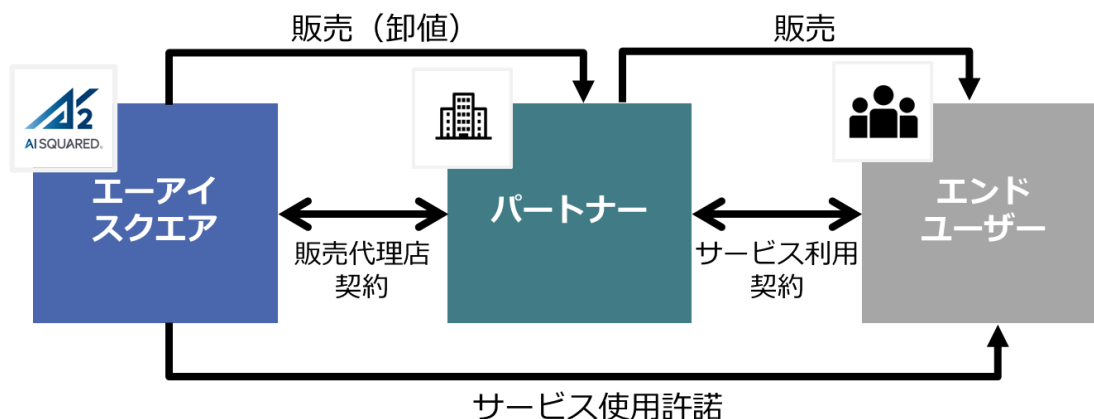 販売（卸値）
販売
AI SQUARED
エーアイ
スクエア
パートナー
エンド
ユーザー
販売代理店
契約
サービス利用
契約
サービス使用許諾